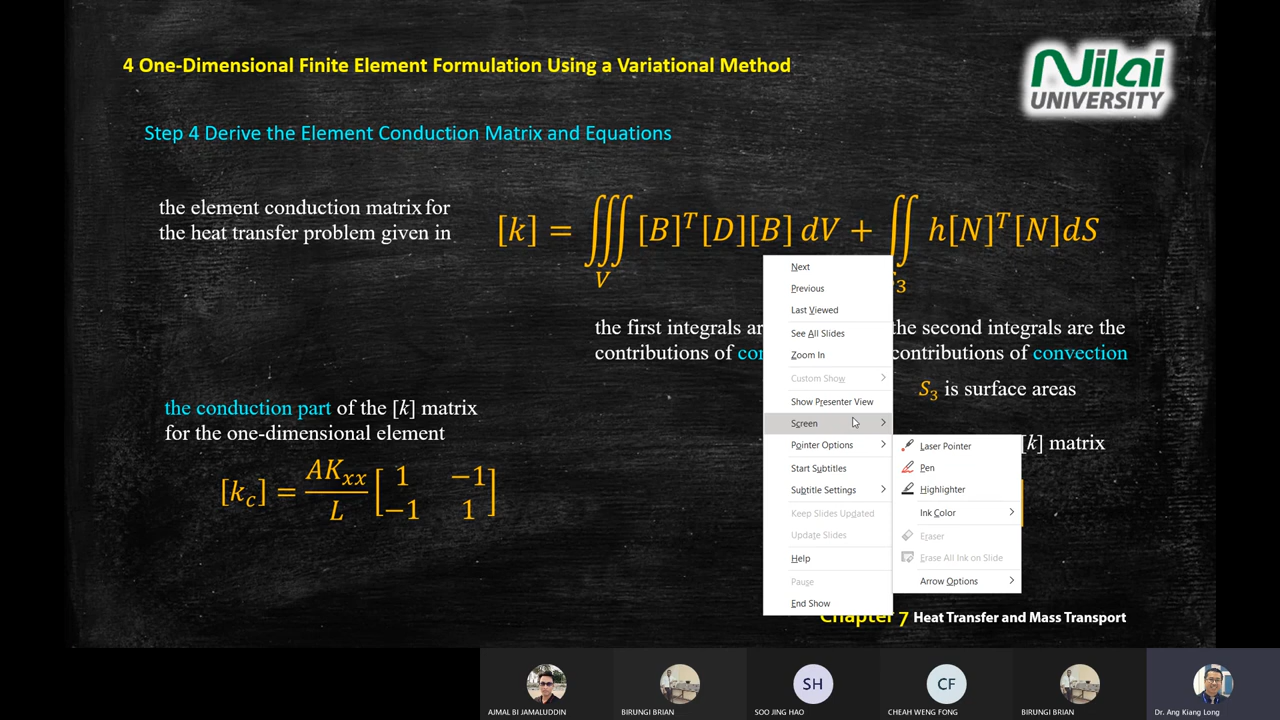 4 One-Dimensional Finite Element Formulation Using a Variational Method
Nilai
UNIVERSITY
Step 4 Derive the Element Conduction Matrix and Equations
the element conduction matrix for
the heat transfer problem given in
[k] = ∭_V [B]^T [D][B] dV + ∬_3 h[N]^T [N]dS
the first integrals ar
contributions of co
the second integrals are the
contributions of convection
S₃ is surface areas
the conduction part of the [k] matrix
for the one-dimensional element
[k] matrix
[k_c] = AK_xx / L [1 −1
−1 1]
Next
Previous
Last Viewed
See All Slides
Zoom In
Custom Show
Show Presenter View
Screen
Pointer Options
Start Subtitles
Subtitle Settings
Keep Slides Updated
Update Slides
Help
Pause
End Show
Laser Pointer
Pen
Highlighter
Ink Color
Eraser
Erase All Ink on Slide
Arrow Options
Chapter 7 Heat Transfer and Mass Transport
SH
CF
AJMAL BI JAMALUDDIN
BIRUNGI BRIAN
SOO JING HAO
CHEAH WENG FONG
BIRUNGI BRIAN
Dr. Ang Kiang Long